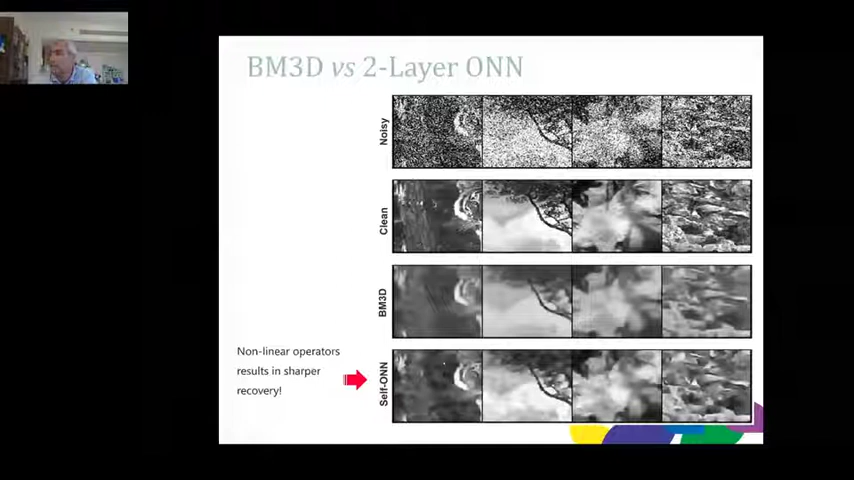 BM3D vs 2-Layer ONN
Noisy
Clean
BM3D
Self-ONN
Non-linear operators
results in sharper
recovery!